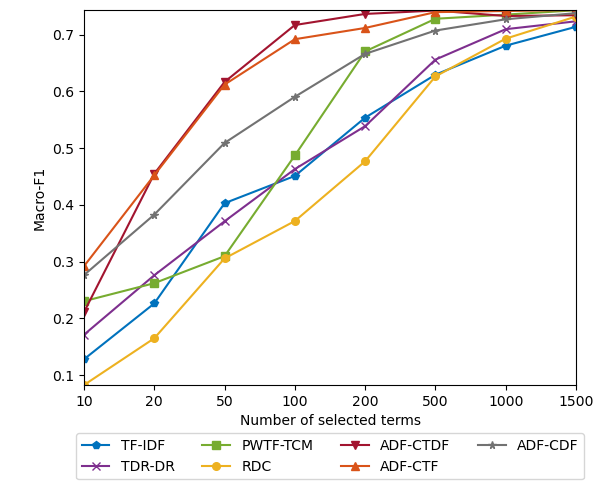 0.7
0.6
0.5
0.4
0.3
0.2
0.1
Macro-F1
10 20 50 100 200 500 1000 1500
Number of selected terms
TF-IDF PWTF-TCM ADF-CTDF ADF-CDF
TDR-DR RDC ADF-CTF